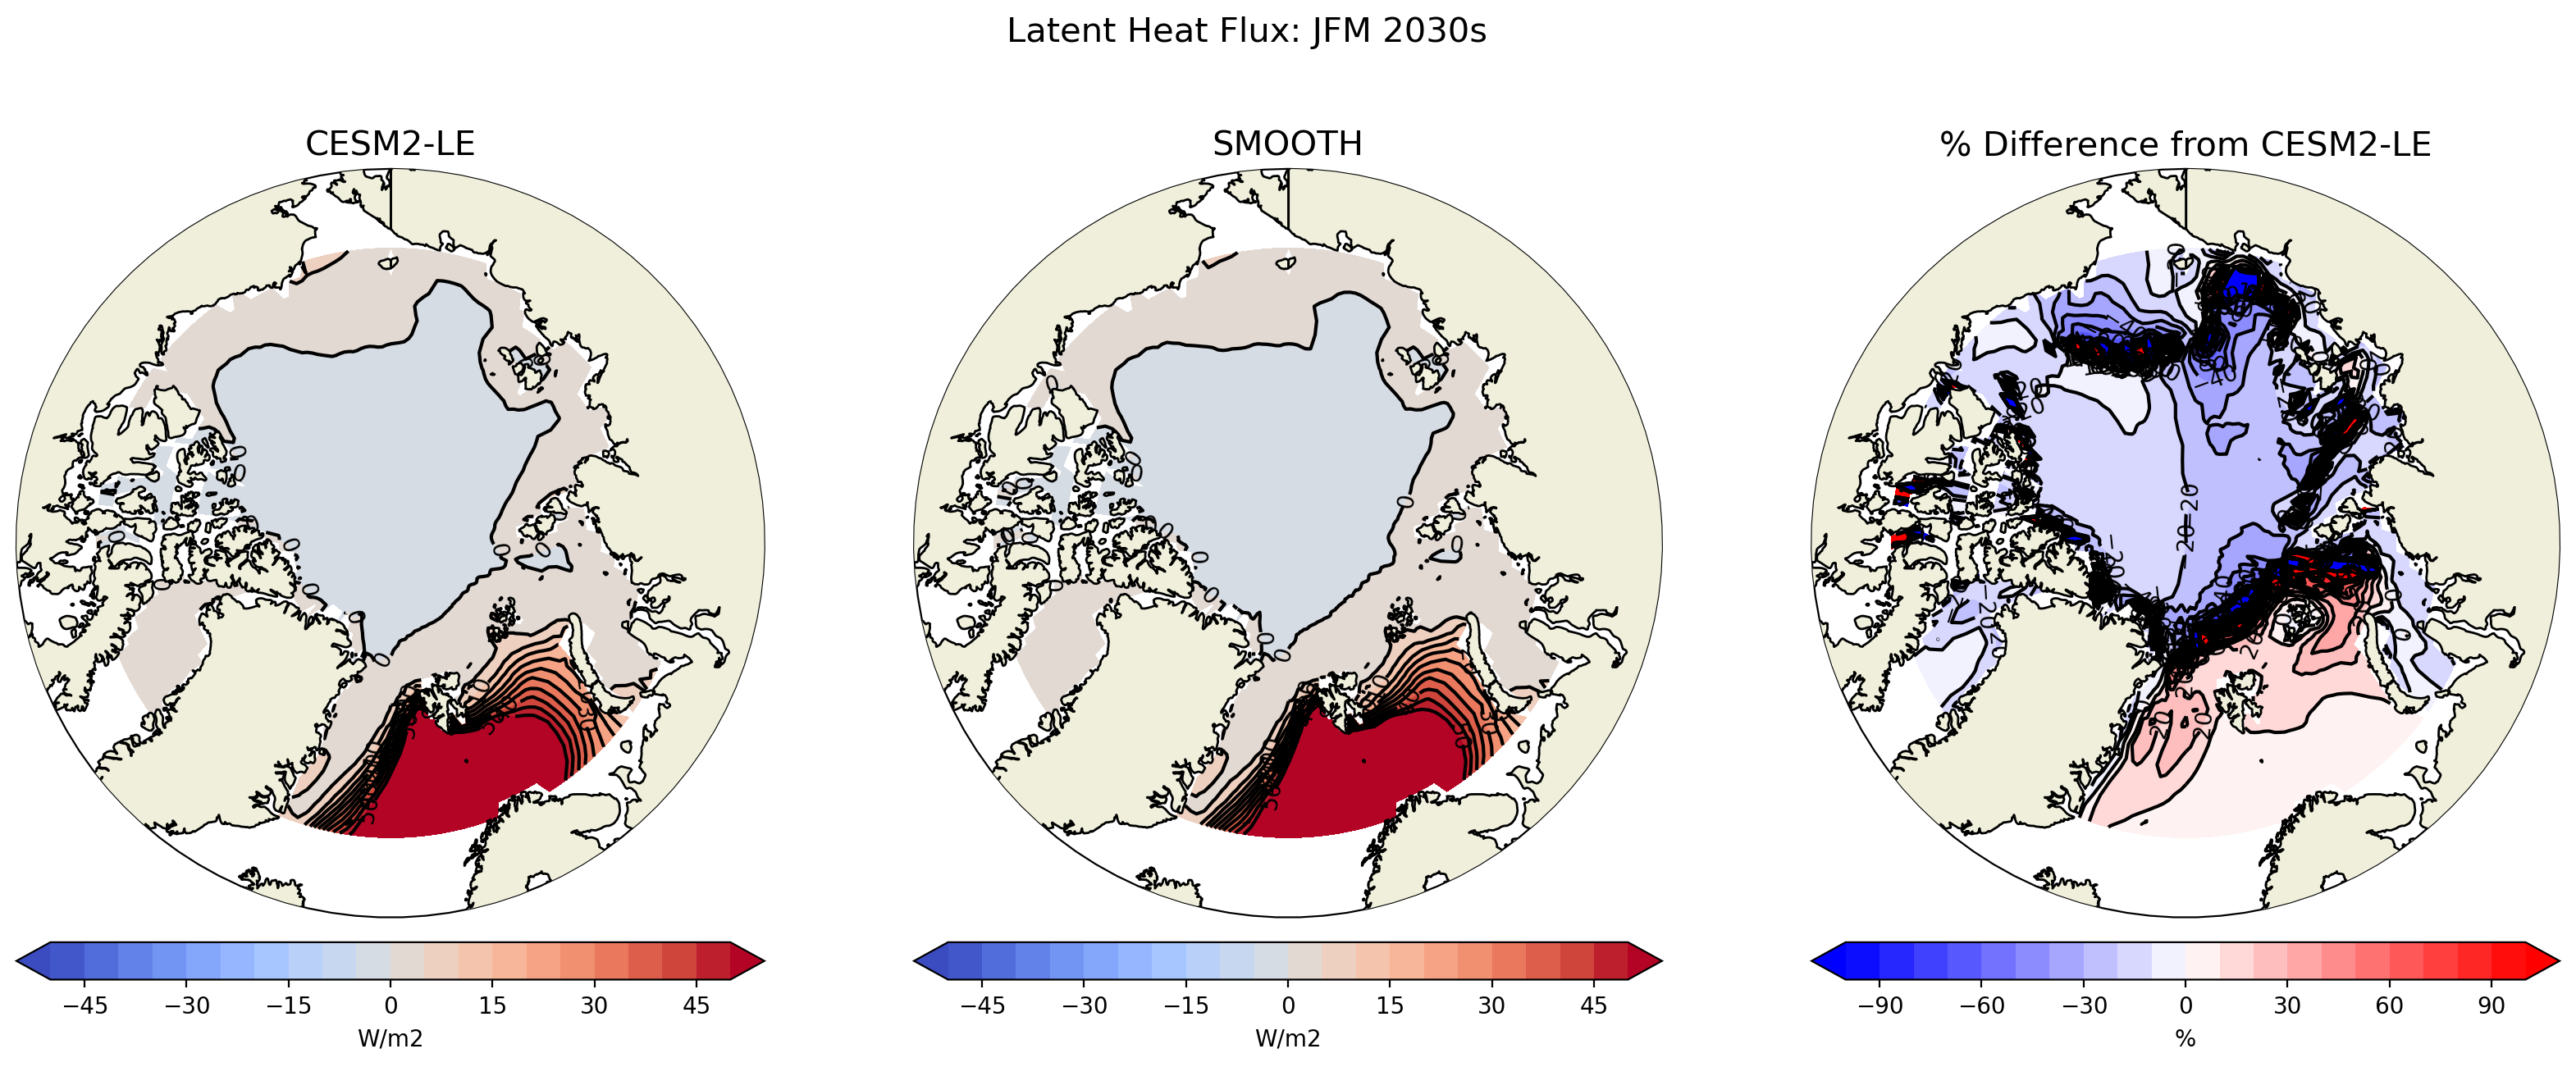 Latent Heat Flux: JFM 2030s
CESM2-LE
SMOOTH
% Difference from CESM2-LE
−45 −30 −15 0 15 30 45
W/m2
−45 −30 −15 0 15 30 45
W/m2
−90 −60 −30 0 30 60 90
%